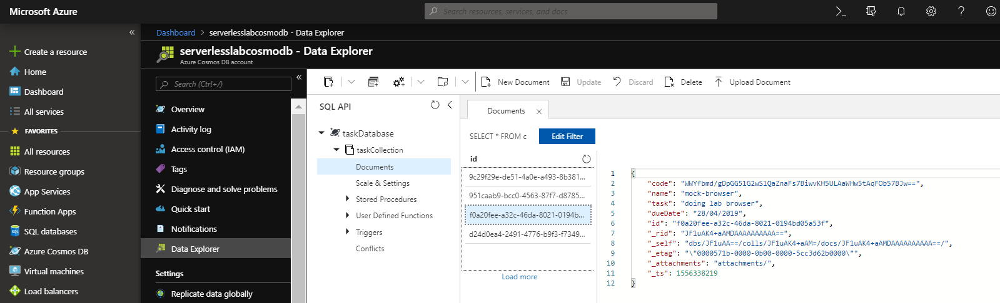 Microsoft Azure
Search resources, services, and docs
Create a resource
Home
Dashboard
All services
FAVORITES
All resources
Resource groups
App Services
Function Apps
SQL databases
Azure Cosmos DB
Virtual machines
Load balancers
Dashboard > serverlesslabcosmodb - Data Explorer
serverlesslabcosmodb - Data Explorer
Azure Cosmos DB account
Search (Ctrl+/)
Overview
Activity log
Access control (IAM)
Tags
Diagnose and solve problems
Quick start
Notifications
Data Explorer
Settings
Replicate data globally
New Document Update Discard Delete Upload Document
SQL API
taskDatabase
taskCollection
Documents
Scale & Settings
Stored Procedures
User Defined Functions
Triggers
Conflicts
Documents
SELECT * FROM c Edit Filter
id
9c29f29e-de51-4a0e-a493-8b381...
951caab9-bcc0-4563-87f7-d8785...
f0a20fee-a32c-46da-8021-0194b...
d24d0ea4-2491-4776-b9f3-f7349...
Load more
1 {
2 "code": "WWYfbmd/gDpGG51G2wSlQaZnaFs7BiwvKH5ULAaWHw5tAqFOb57BJw==",
3 "name": "mock-browser",
4 "task": "doing lab browser",
5 "dueDate": "28/04/2019",
6 "id": "f0a20fee-a32c-46da-8021-0194bd05a53f",
7 "_rid": "JF1uAK4+aAMDAAAAAAAAAA==",
8 "_self": "dbs/JF1uAA==/colls/JF1uAK4+aAM=/docs/JF1uAK4+aAMDAAAAAAAAAA==/",
9 "_etag": "\"0000571b-0000-0b00-0000-5cc3d62b0000\"",
10 "_attachments": "attachments/",
11 "_ts": 1556338219
12 }